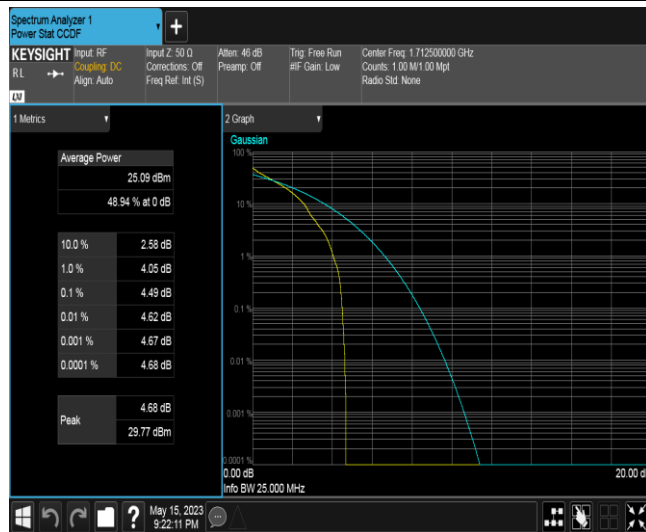 Spectrum Analyzer 1
Power Stat CCDF
+
KEYSIGHT
RL
Input: RF
Coupling: DC
Align: Auto
Input Z: 50 Ω
Corrections: Off
Freq Ref: Int (S)
Atten: 46 dB
Preamp: Off
Trig: Free Run
#IF Gain: Low
Center Freq: 1.712500000 GHz
Counts: 1.00 M/1.00 Mpt
Radio Std: None
LXI
1 Metrics
Average Power
25.09 dBm
48.94 % at 0 dB
10.0 % 2.58 dB
1.0 % 4.05 dB
0.1 % 4.49 dB
0.01 % 4.62 dB
0.001 % 4.67 dB
0.0001 % 4.68 dB
Peak
4.68 dB
29.77 dBm
2 Graph
Gaussian
100 %
10 %
1 %
0.1 %
0.01 %
0.001 %
0.0001 %
0.00 dB
20.00 d
Info BW 25.000 MHz
?
May 15, 2023
9:22:11 PM